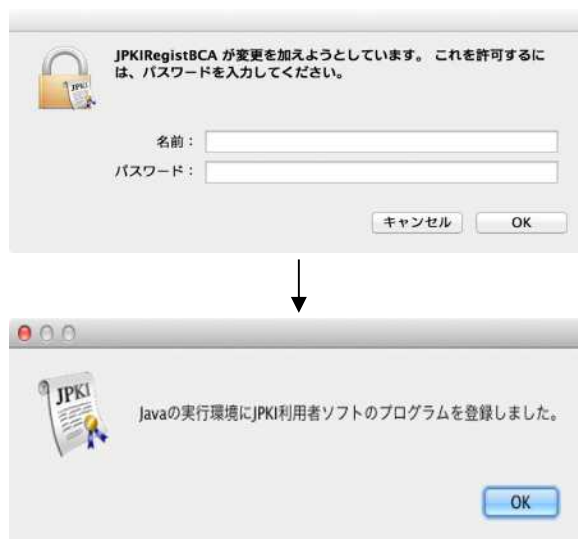 JPKIRegistBCA が変更を加えようとしています。 これを許可するに
は、パスワードを入力してください。
JPKI
名前：
パスワード：
キャンセル
OK
JPKI
Javaの実行環境にJPKI利用者ソフトのプログラムを登録しました。
OK